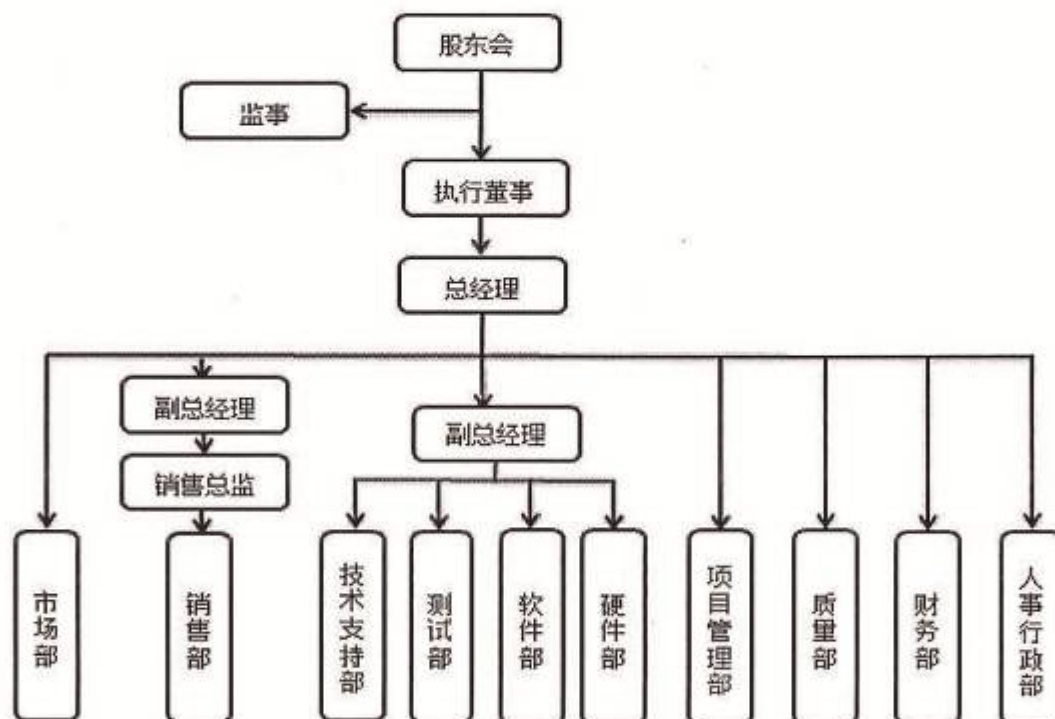 股东会
监事
执行董事
总经理
副总经理
副总经理
销售总监
市场部
销售部
技术支持部
测试部
软件部
硬件部
项目管理部
质量部
财务部
人事行政部